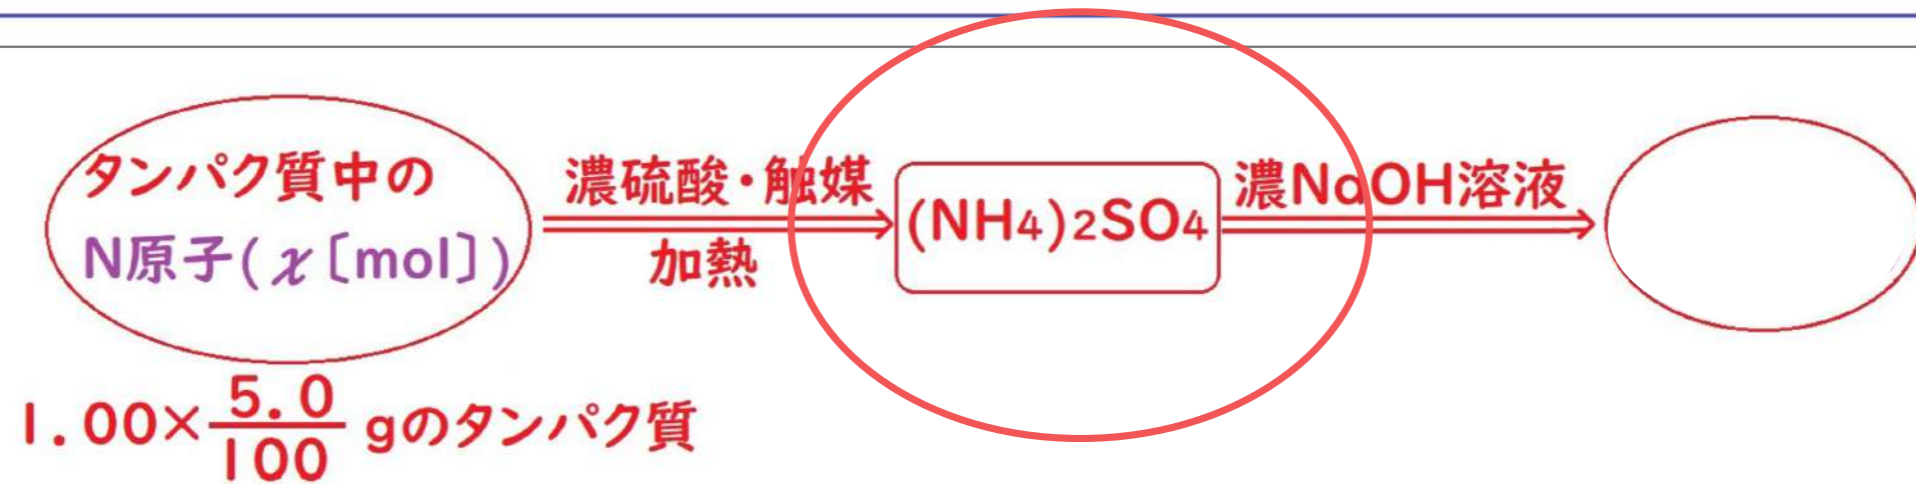 タンパク質中の
N原子(x〔mol〕)
濃硫酸・触媒
加熱
(NH4)2SO4
濃NaOH溶液
1.00×5.0/100 gのタンパク質